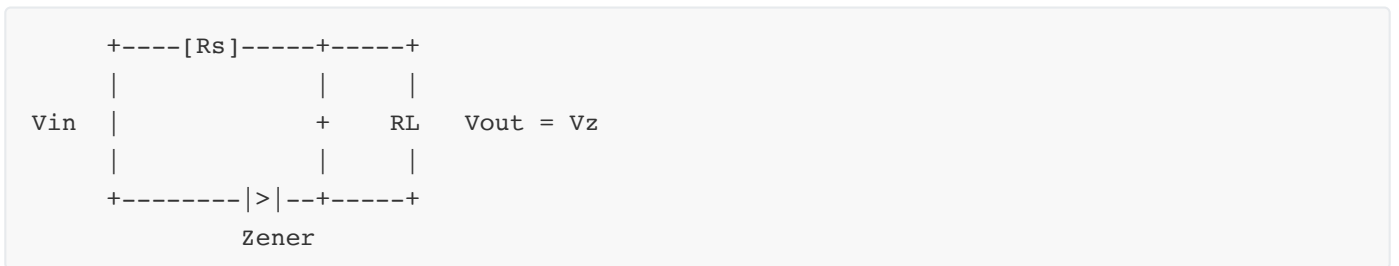 +----[Rs]-----+-----+
     |             |     |
Vin  |             +    RL   Vout = Vz
     |             |     |
     +--------|>|--+-----+
             Zener